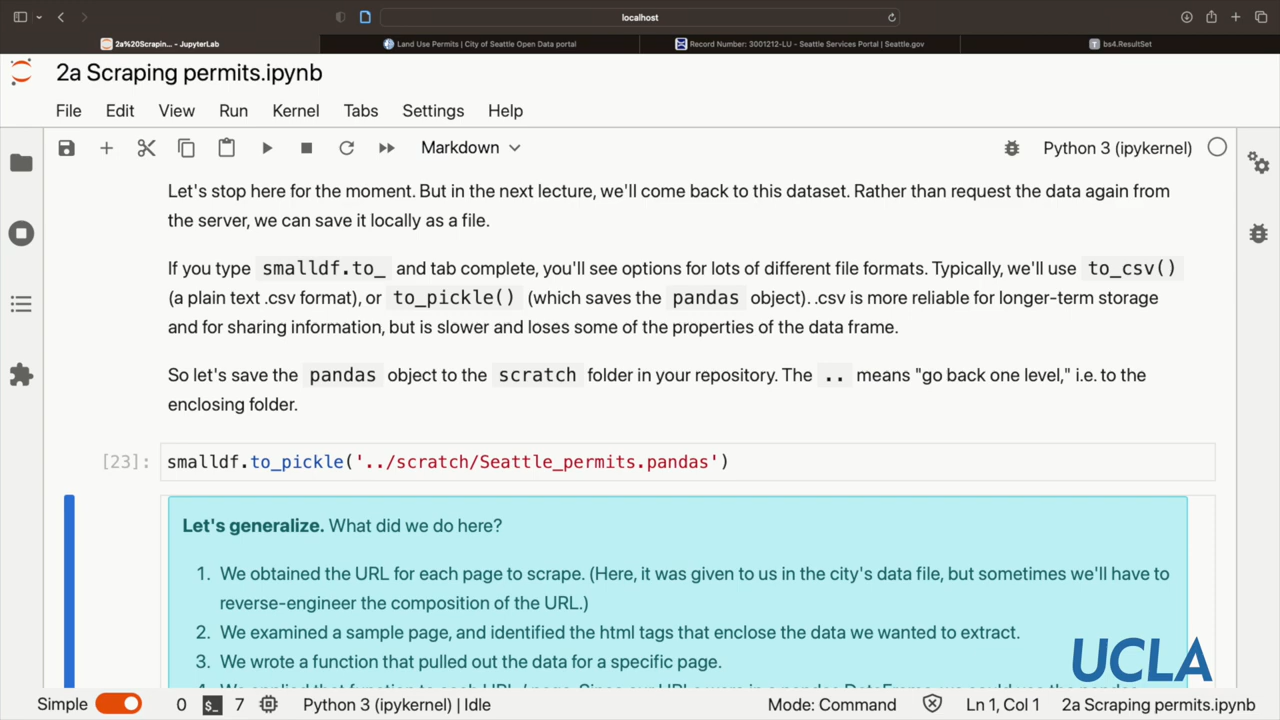 localhost
2a%20Scrapin... - JupyterLab
Land Use Permits | City of Seattle Open Data portal
Record Number: 3001212-LU - Seattle Services Portal | Seattle.gov
T bs4.ResultSet
2a Scraping permits.ipynb
File Edit View Run Kernel Tabs Settings Help
Markdown
Python 3 (ipykernel)
Let's stop here for the moment. But in the next lecture, we'll come back to this dataset. Rather than request the data again from
the server, we can save it locally as a file.
If you type smalldf.to_ and tab complete, you'll see options for lots of different file formats. Typically, we'll use to_csv()
(a plain text .csv format), or to_pickle() (which saves the pandas object). .csv is more reliable for longer-term storage
and for sharing information, but is slower and loses some of the properties of the data frame.
So let's save the pandas object to the scratch folder in your repository. The .. means "go back one level," i.e. to the
enclosing folder.
[23]: smalldf.to_pickle('../scratch/Seattle_permits.pandas')
Let's generalize. What did we do here?
1. We obtained the URL for each page to scrape. (Here, it was given to us in the city's data file, but sometimes we'll have to
reverse-engineer the composition of the URL.)
2. We examined a sample page, and identified the html tags that enclose the data we wanted to extract.
3. We wrote a function that pulled out the data for a specific page.
UCLA
Simple 0 $_ 7 Python 3 (ipykernel) | Idle
Mode: Command Ln 1, Col 1 2a Scraping permits.ipynb